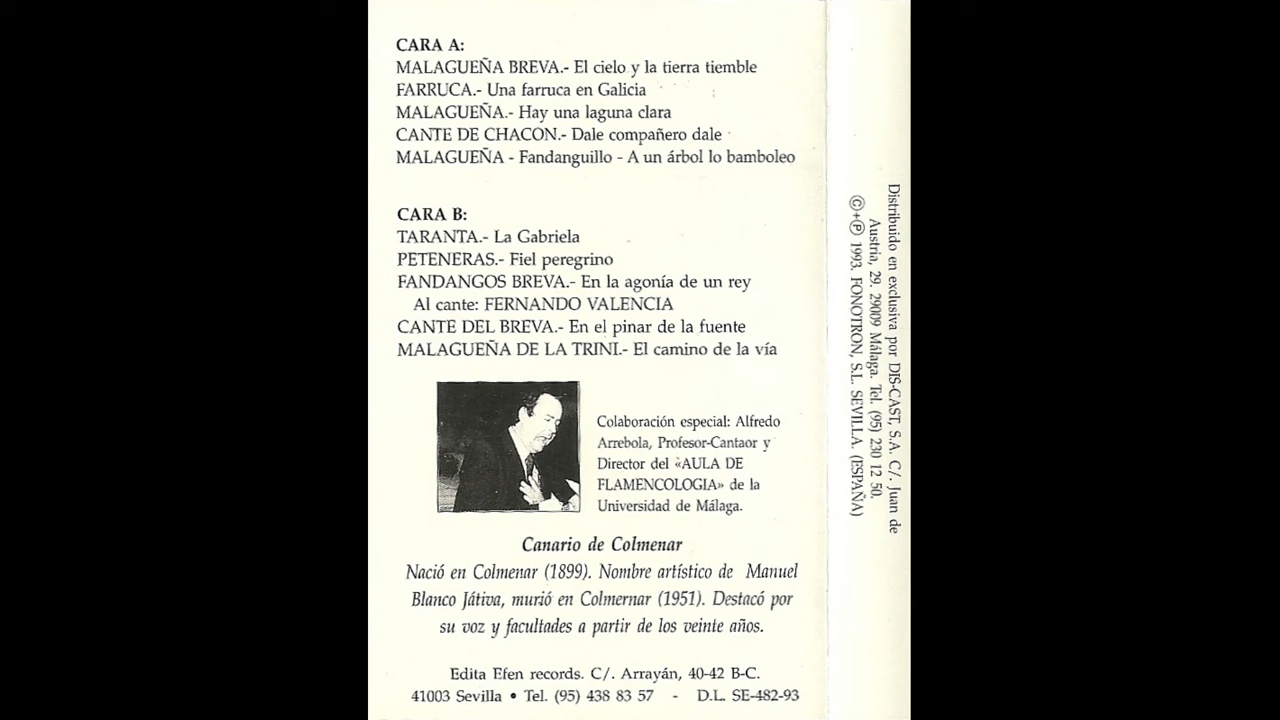 CARA A:
MALAGUEÑA BREVA.- El cielo y la tierra tiemble
FARRUCA.- Una farruca en Galicia
MALAGUEÑA.- Hay una laguna clara
CANTE DE CHACON.- Dale compañero dale
MALAGUEÑA - Fandanguillo - A un árbol lo bamboleo
CARA B:
TARANTA.- La Gabriela
PETENERAS.- Fiel peregrino
FANDANGOS BREVA.- En la agonía de un rey
Al cante: FERNANDO VALENCIA
CANTE DEL BREVA.- En el pinar de la fuente
MALAGUEÑA DE LA TRINI.- El camino de la vía
Colaboración especial: Alfredo
Arrebola, Profesor-Cantaor y
Director del «AULA DE
FLAMENCOLOGIA» de la
Universidad de Málaga.
Canario de Colmenar
Nació en Colmenar (1899). Nombre artístico de Manuel
Blanco Játiva, murió en Colmernar (1951). Destacó por
su voz y facultades a partir de los veinte años.
Edita Efen records. C/. Arrayán, 40-42 B-C.
41003 Sevilla • Tel. (95) 438 83 57 - D.L. SE-482-93
Distribuido en exclusiva por DIS-CAST, S.A. C/. Juan de
Austria, 29. 29009 Málaga. Tel. (95) 230 12 50.
©+℗ 1993. FONOTRON, S.L. SEVILLA. (ESPAÑA)